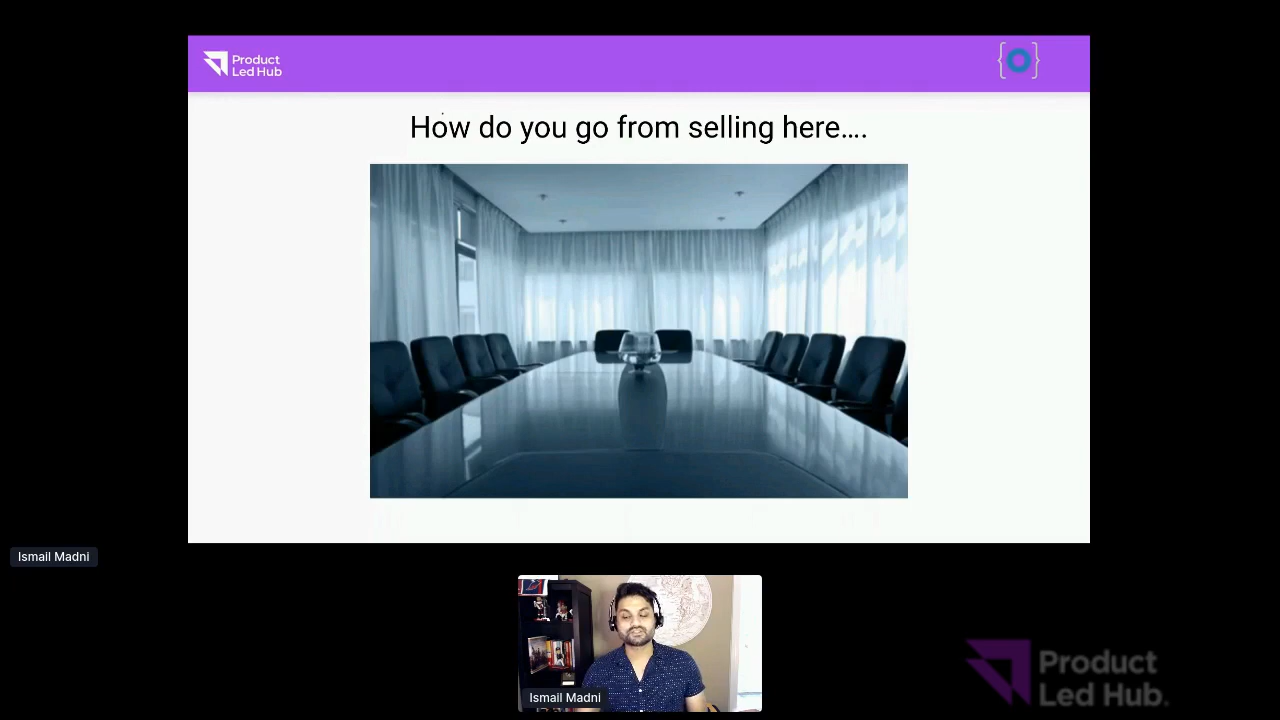 Product
Led Hub
How do you go from selling here....
Ismail Madni
Ismail Madni
Product
Led Hub.